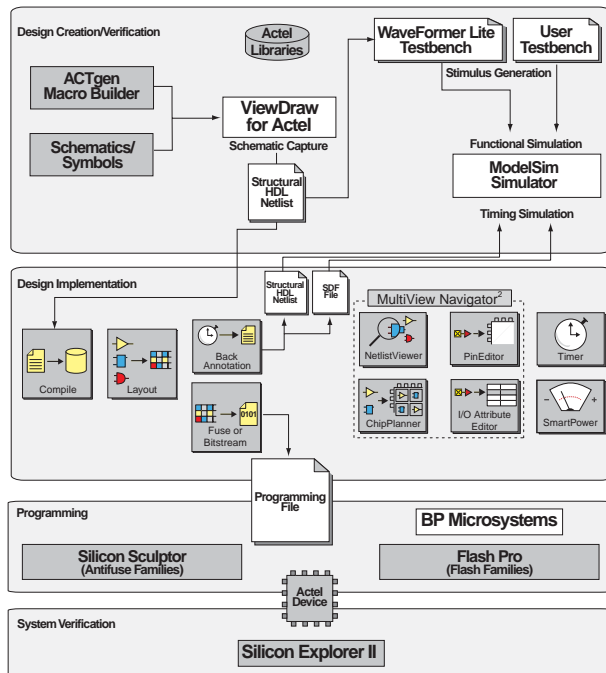 Design Creation/Verification
Actel
Libraries
WaveFormer Lite
Testbench
User
Testbench
Stimulus Generation
ACTgen
Macro Builder
ViewDraw
for Actel
Schematics/
Symbols
Schematic Capture
Functional Simulation
Structural
HDL
Netlist
ModelSim
Simulator
Timing Simulation
Design Implementation
Structural
HDL
Netlist
SDF
File
MultiView Navigator2
Compile
Layout
Back
Annotation
NetlistViewer
PinEditor
Timer
0101
Fuse or
Bitstream
ChipPlanner
I/O Attribute
Editor
SmartPower
Programming
File
Programming
BP Microsystems
Silicon Sculptor
(Antifuse Families)
Flash Pro
(Flash Families)
Actel
Device
System Verification
Silicon Explorer II